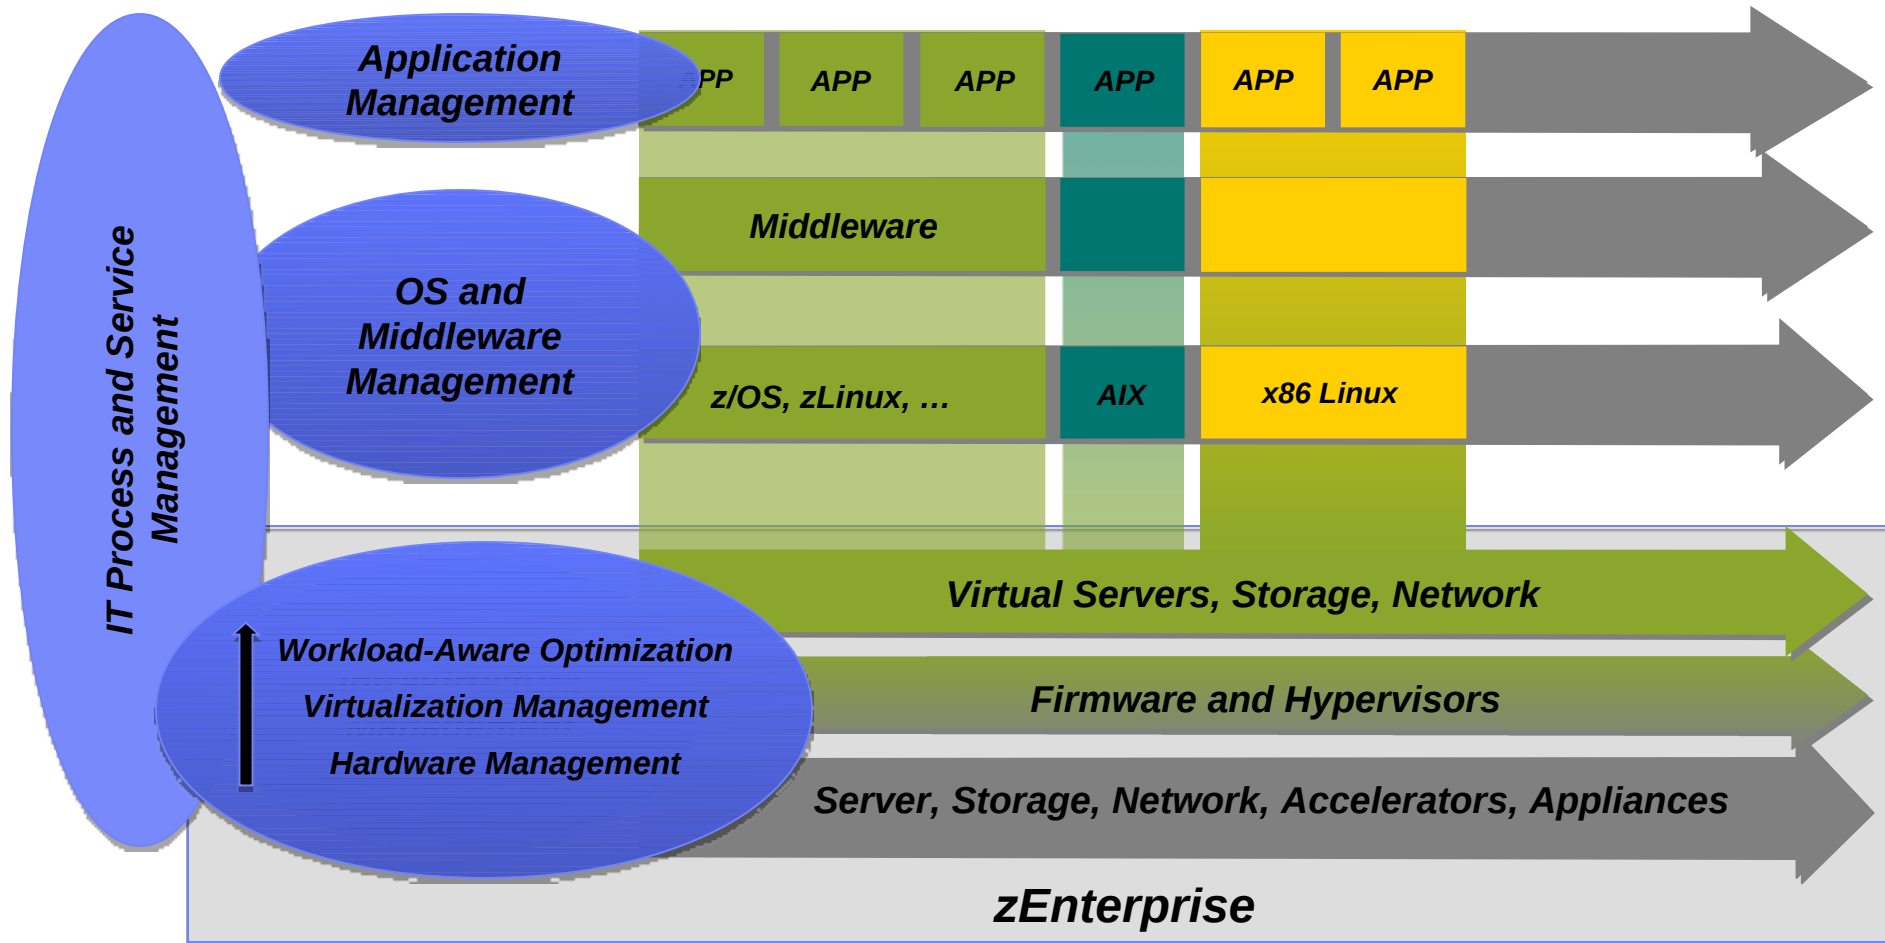 Application
Management
PP
APP
APP
APP
APP
APP
IT Process and Service
Management
OS and
Middleware
Management
Middleware
z/OS, zLinux, …
AIX
x86 Linux
Virtual Servers, Storage, Network
Workload-Aware Optimization
Virtualization Management
Hardware Management
Firmware and Hypervisors
Server, Storage, Network, Accelerators, Appliances
zEnterprise